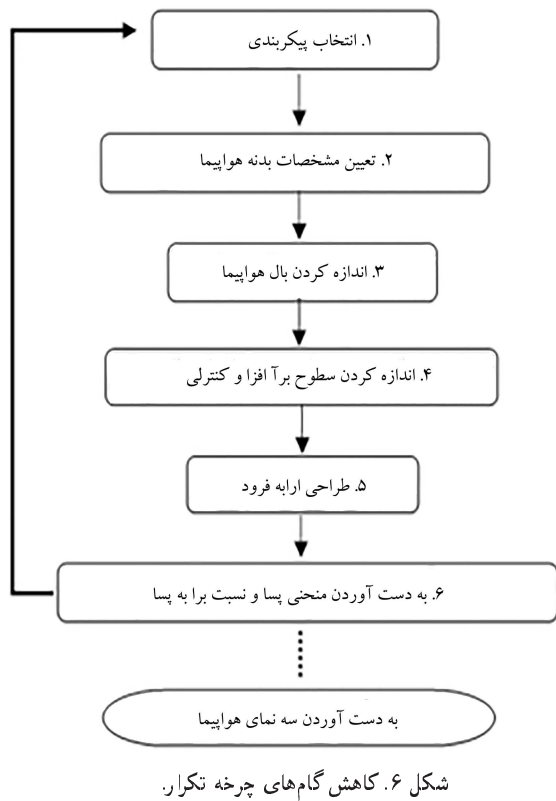 ۱. انتخاب پیکربندی
۲. تعیین مشخصات بدنه هواپیما
۳. اندازه کردن بال هواپیما
۴. اندازه کردن سطوح برآ افزا و کنترلی
۵. طراحی ارابه فرود
۶. به دست آوردن منحنی پسا و نسبت برا به پسا
به دست آوردن سه نمای هواپیما
شکل ۶. کاهش گام‌های چرخه تکرار.